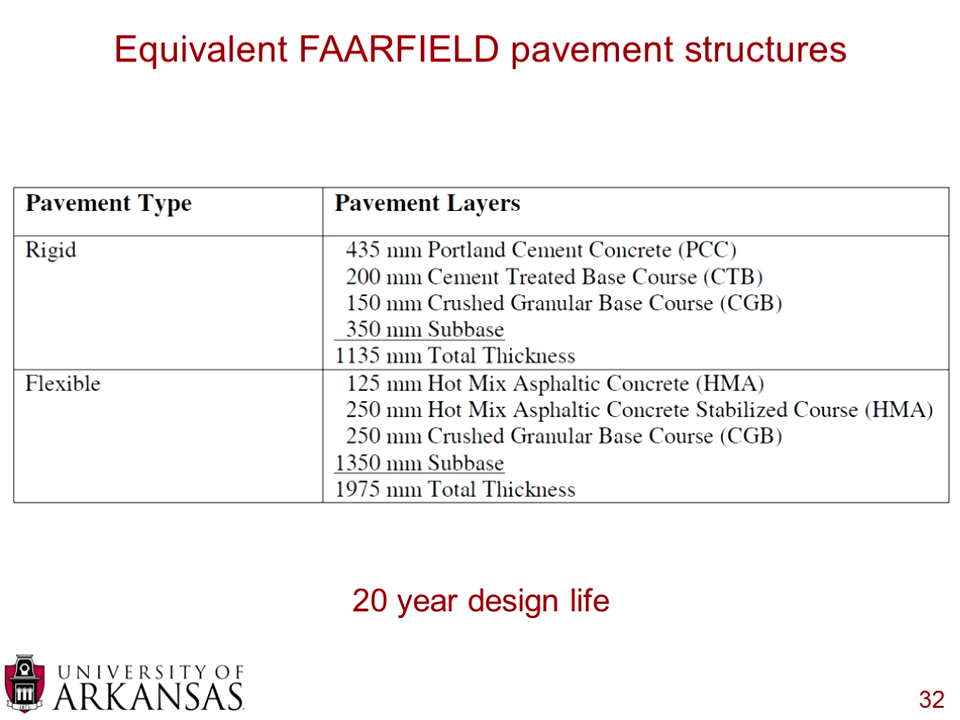 Equivalent FAARFIELD pavement structures
Pavement Type Pavement Layers
Rigid 435 mm Portland Cement Concrete (PCC)
200 mm Cement Treated Base Course (CTB)
150 mm Crushed Granular Base Course (CGB)
350 mm Subbase
1135 mm Total Thickness
Flexible 125 mm Hot Mix Asphaltic Concrete (HMA)
250 mm Hot Mix Asphaltic Concrete Stabilized Course (HMA)
250 mm Crushed Granular Base Course (CGB)
1350 mm Subbase
1975 mm Total Thickness
20 year design life
UNIVERSITY OF
ARKANSAS
32